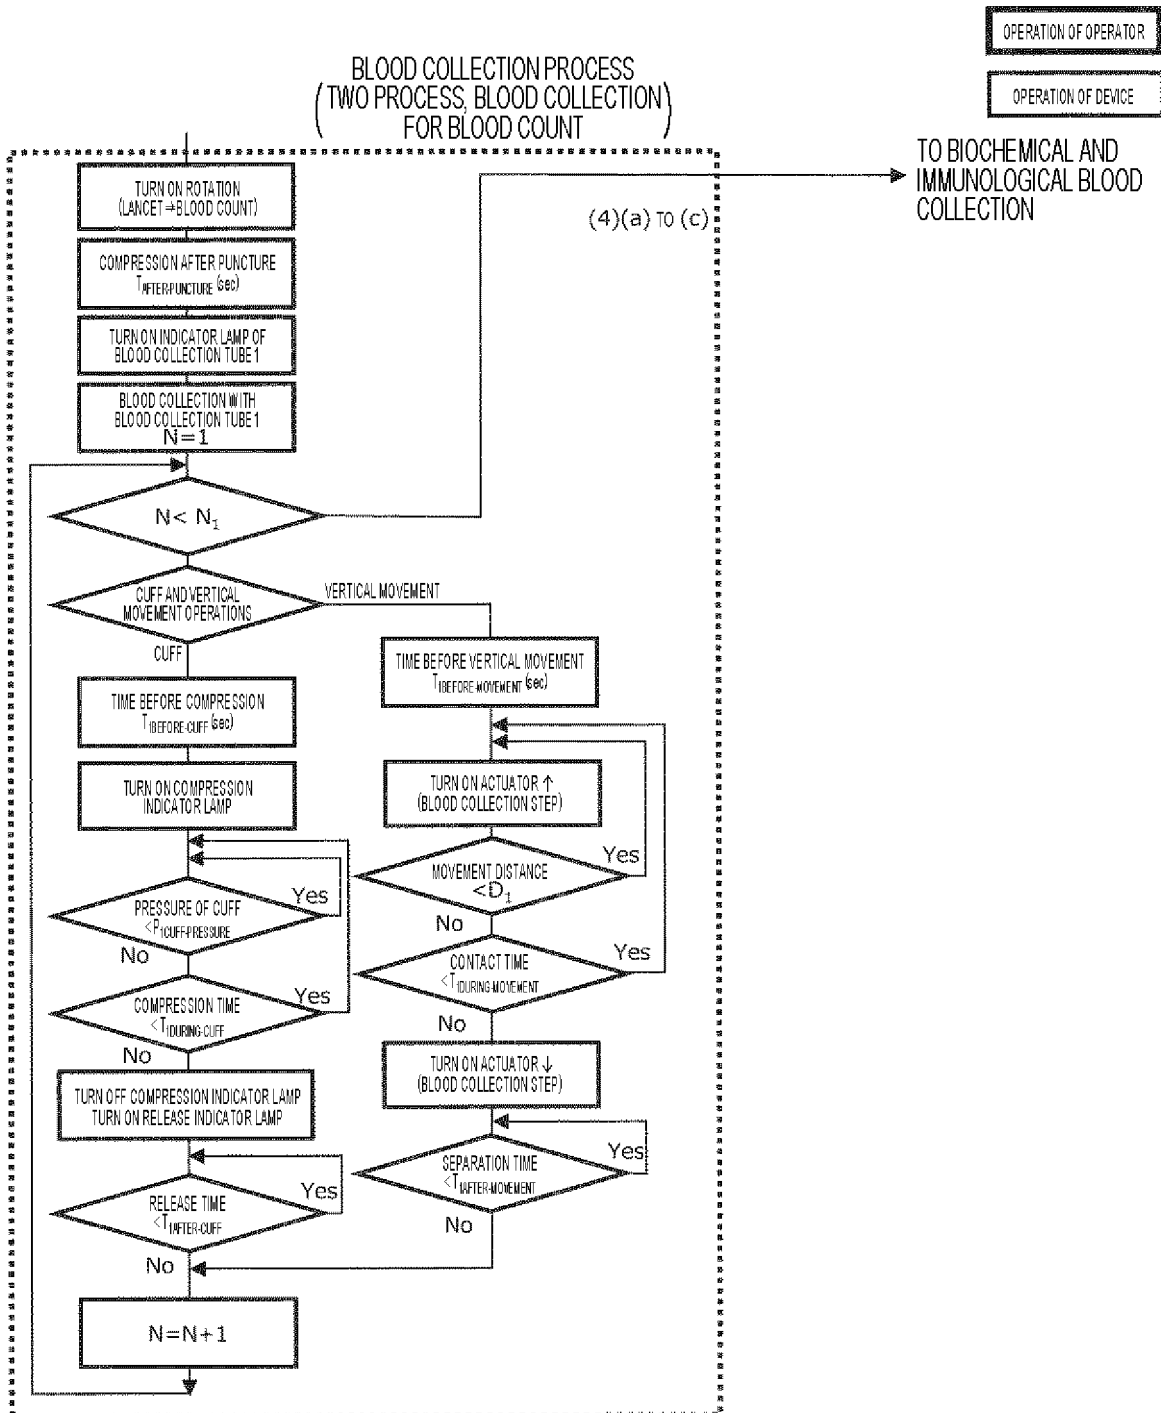 OPERATION OF OPERATOR
OPERATION OF DEVICE
BLOOD COLLECTION PROCESS
(TWO PROCESS, BLOOD COLLECTION
FOR BLOOD COUNT)
TO BIOCHEMICAL AND
IMMUNOLOGICAL BLOOD
COLLECTION
(4)(a) TO (c)
TURN ON ROTATION
(LANCET→BLOOD COUNT)
COMPRESSION AFTER PUNCTURE
TAFTER-PUNCTURE (sec)
TURN ON INDICATOR LAMP OF
BLOOD COLLECTION TUBE 1
BLOOD COLLECTION WITH
BLOOD COLLECTION TUBE 1
N=1
N< N1
CUFF AND VERTICAL
MOVEMENT OPERATIONS
VERTICAL MOVEMENT
CUFF
TIME BEFORE COMPRESSION
T1BEFORE-CUFF (sec)
TURN ON COMPRESSION
INDICATOR LAMP
PRESSURE OF CUFF
<P1CUFF-PRESSURE
Yes
No
COMPRESSION TIME
<T1DURING-CUFF
Yes
No
TURN OFF COMPRESSION INDICATOR LAMP
TURN ON RELEASE INDICATOR LAMP
RELEASE TIME
<T1AFTER-CUFF
Yes
No
TIME BEFORE VERTICAL MOVEMENT
T1BEFORE-MOVEMENT (sec)
TURN ON ACTUATOR ↑
(BLOOD COLLECTION STEP)
MOVEMENT DISTANCE
<D1
Yes
No
CONTACT TIME
<T1DURING-MOVEMENT
Yes
No
TURN ON ACTUATOR ↓
(BLOOD COLLECTION STEP)
SEPARATION TIME
<T1AFTER-MOVEMENT
Yes
No
N=N+1